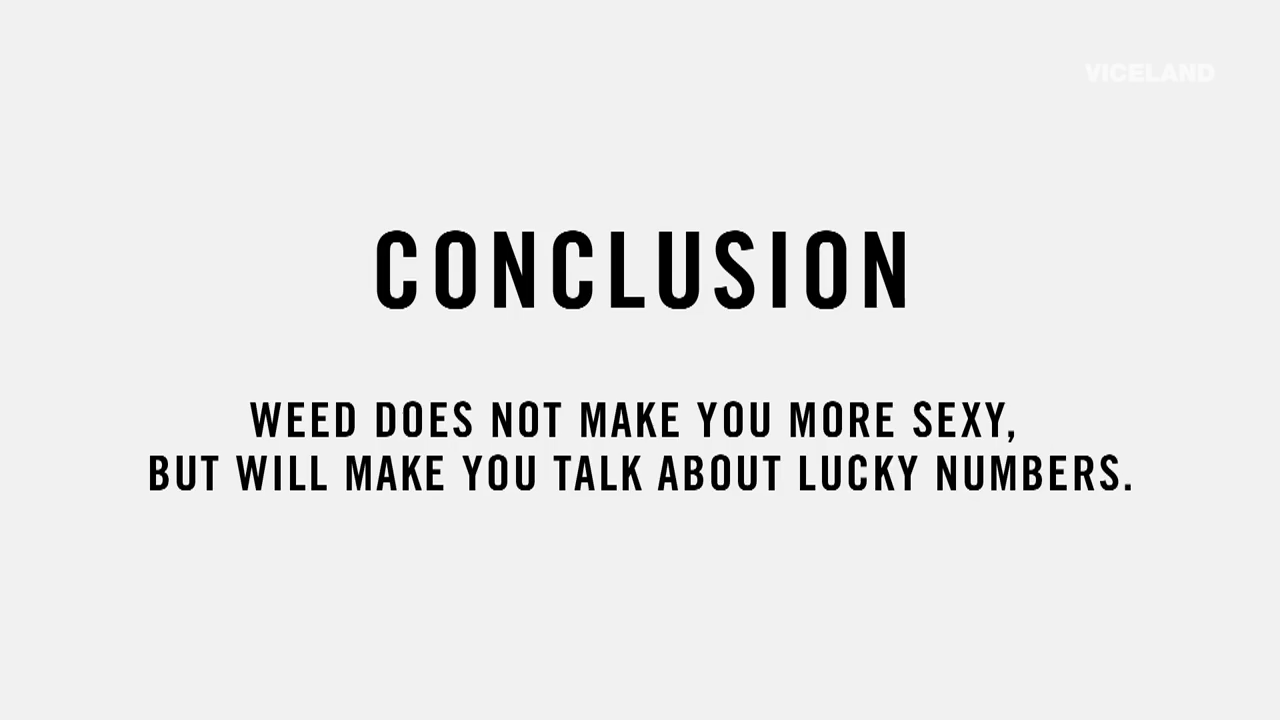 VICELAND
CONCLUSION
WEED DOES NOT MAKE YOU MORE SEXY,
BUT WILL MAKE YOU TALK ABOUT LUCKY NUMBERS.